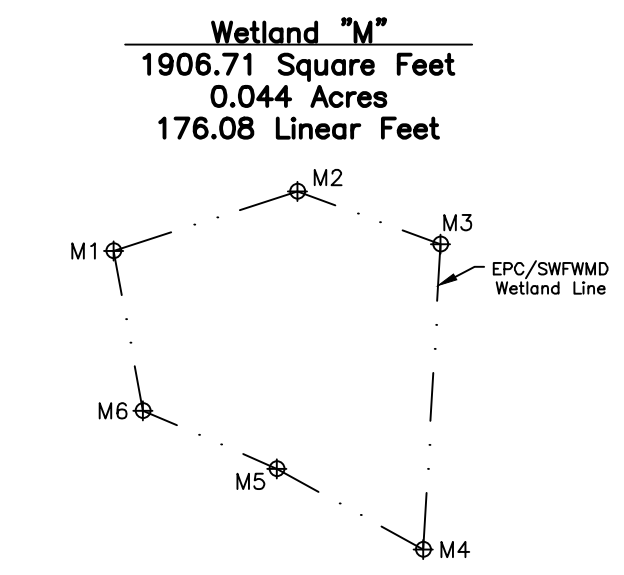 Wetland "M"
1906.71 Square Feet
0.044 Acres
176.08 Linear Feet
M2
M3
M1
EPC/SWFWMD
Wetland Line
M6
M5
M4